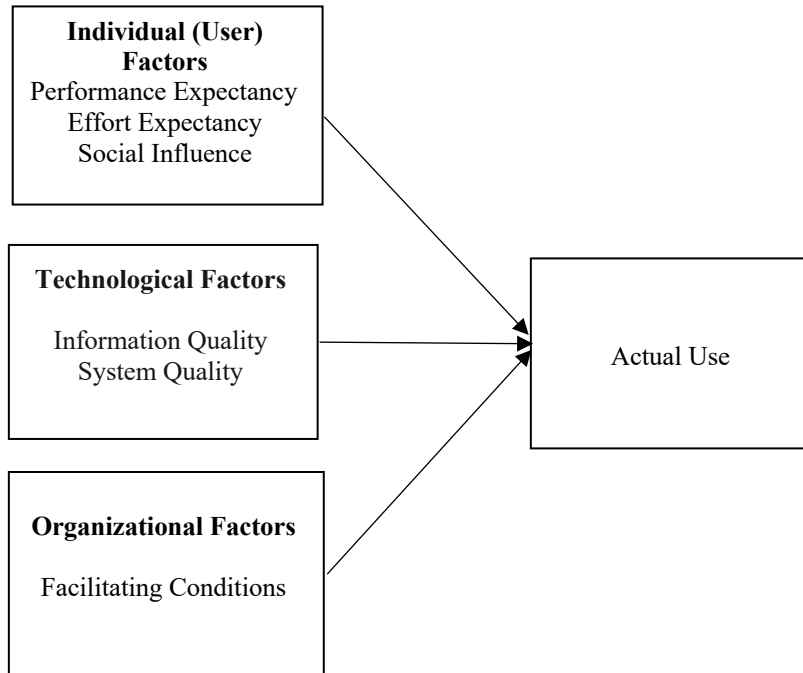 Individual (User)
Factors
Performance Expectancy
Effort Expectancy
Social Influence
Technological Factors
Information Quality
System Quality
Actual Use
Organizational Factors
Facilitating Conditions